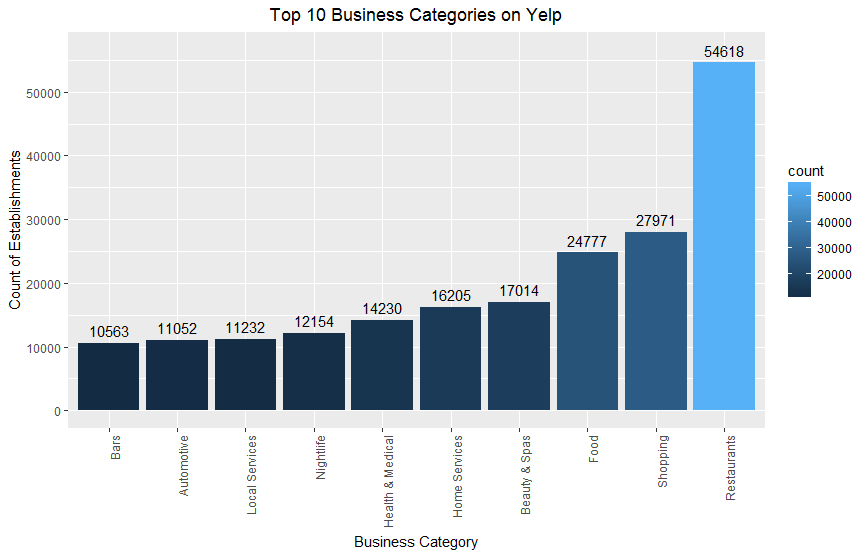 Top 10 Business Categories on Yelp
54618
50000
40000
30000
20000
10000
0
Count of Establishments
10563
11052
11232
12154
14230
16205
17014
24777
27971
count
50000
40000
30000
20000
Bars
Automotive
Local Services
Nightlife
Health & Medical
Home Services
Beauty & Spas
Food
Shopping
Restaurants
Business Category